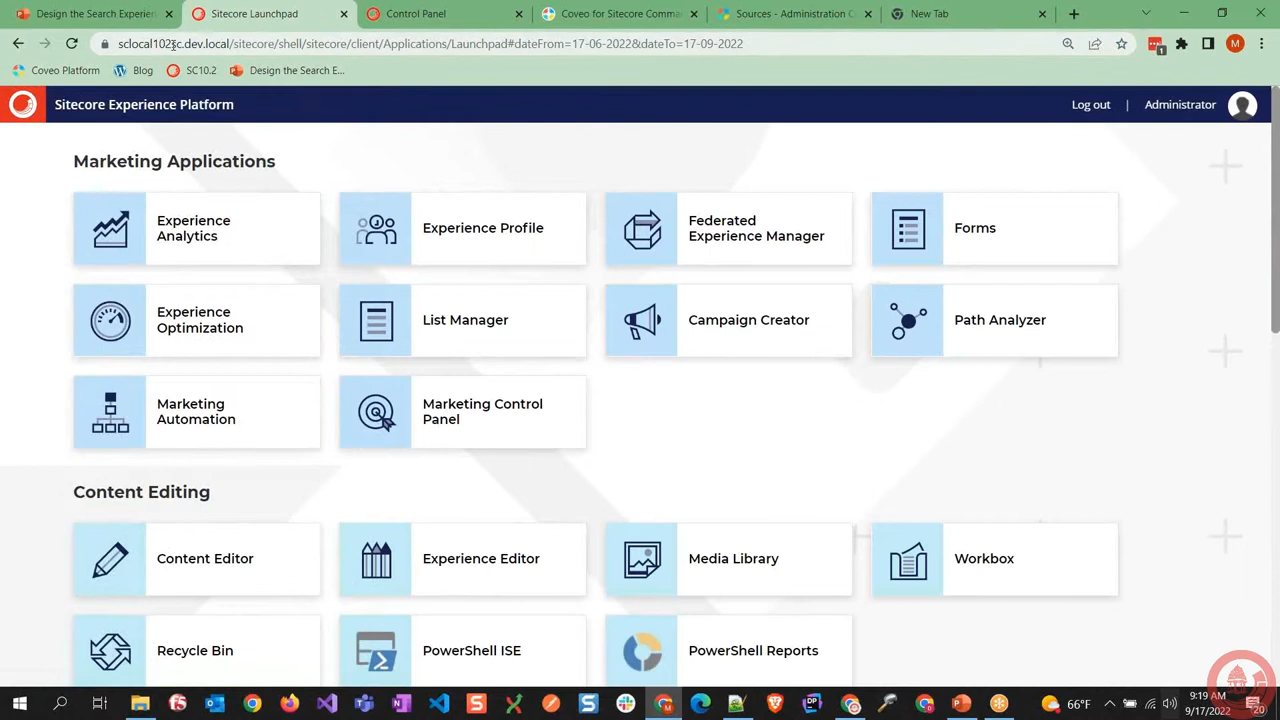 Design the Search Experien
Sitecore Launchpad
Control Panel
Coveo for Sitecore Comma
Sources - Administration C
New Tab
sclocal102sc.dev.local/sitecore/shell/sitecore/client/Applications/Launchpad#dateFrom=17-06-2022&dateTo=17-09-2022
1
M
Coveo Platform
Blog
SC10.2
Design the Search E...
Sitecore Experience Platform
Log out
|
Administrator
Marketing Applications
Experience
Analytics
Experience Profile
Federated
Experience Manager
Forms
Experience
Optimization
List Manager
Campaign Creator
Path Analyzer
Marketing
Automation
Marketing Control
Panel
Content Editing
Content Editor
Experience Editor
Media Library
Workbox
Recycle Bin
PowerShell ISE
PowerShell Reports
66°F
9:19 AM
9/17/2022
20